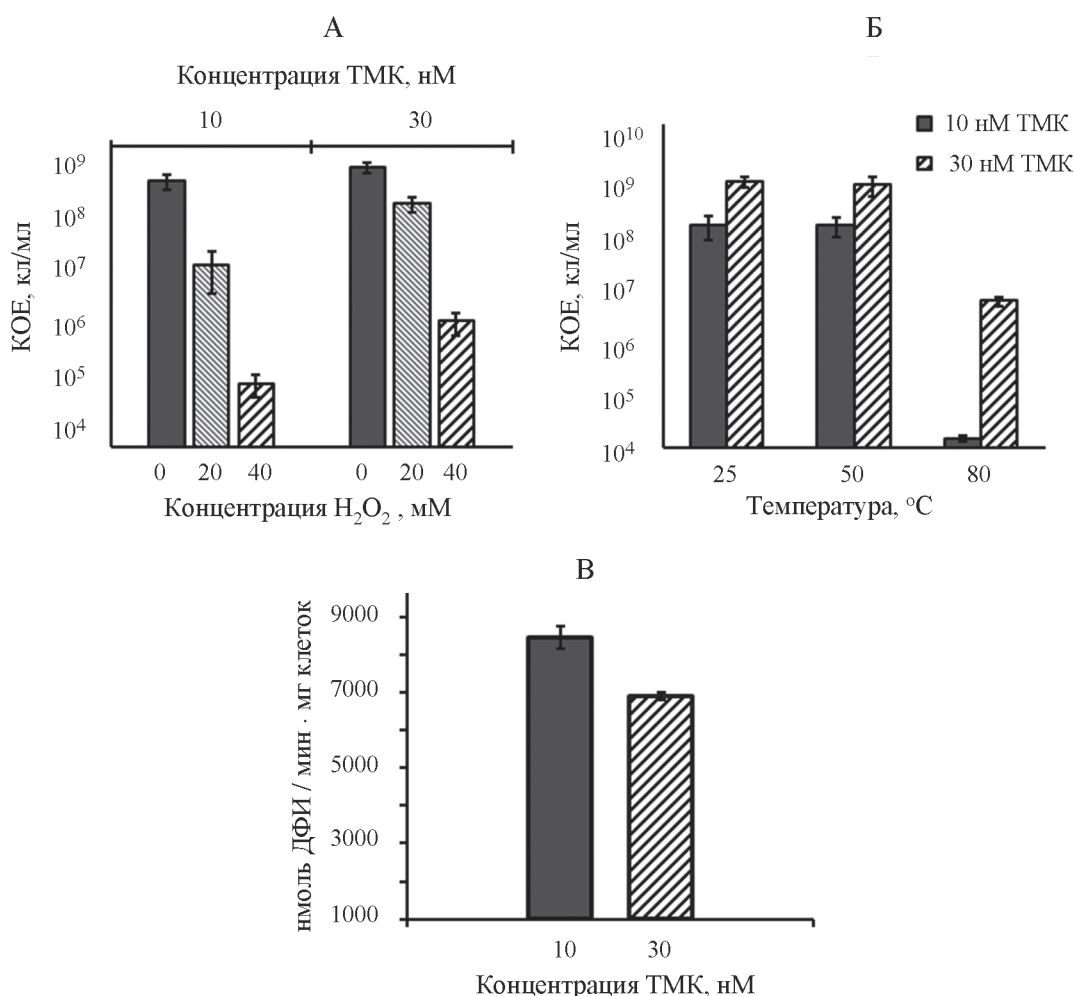 А
Концентрация ТМК, нМ
10 30
КОЕ, кл/мл
10⁹
10⁸
10⁷
10⁶
10⁵
10⁴
0 20 40 0 20 40
Концентрация H₂O₂ , мМ
Б
10 нМ ТМК
30 нМ ТМК
КОЕ, кл/мл
10¹⁰
10⁹
10⁸
10⁷
10⁶
10⁵
10⁴
25 50 80
Температура, °С
В
нмоль ДФИ / мин · мг клеток
9000
7000
5000
3000
1000
10 30
Концентрация ТМК, нМ